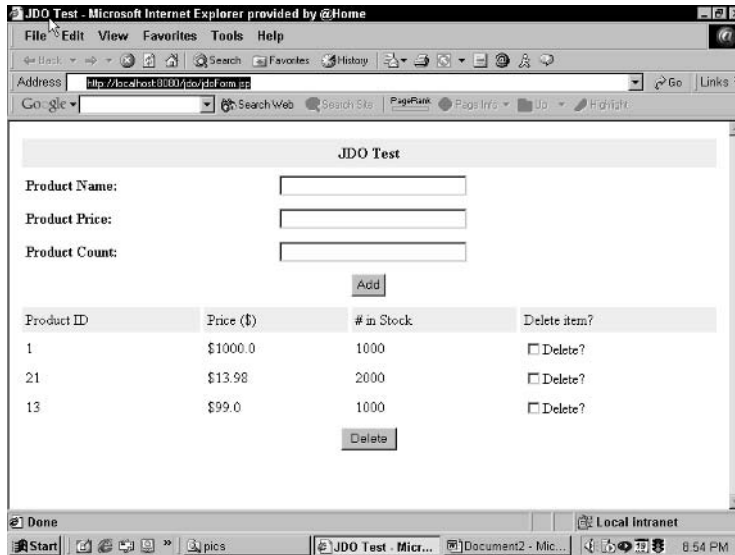 JDO Test - Microsoft Internet Explorer provided by @Home
File Edit View Favorites Tools Help
Back Search Favorites History
Address http://localhost:8080/jdo/jdoForm.jsp Go Links
Google Search Web Search Site PageRank Page Info Up Highlight
JDO Test
Product Name:
Product Price:
Product Count:
Add
Product ID Price ($) # in Stock Delete item?
1 $1000.0 1000 Delete?
21 $13.98 2000 Delete?
13 $99.0 1000 Delete?
Delete
Done Local intranet
Start » pics JDO Test - Micr... Document2 - Mic... 8:54 PM